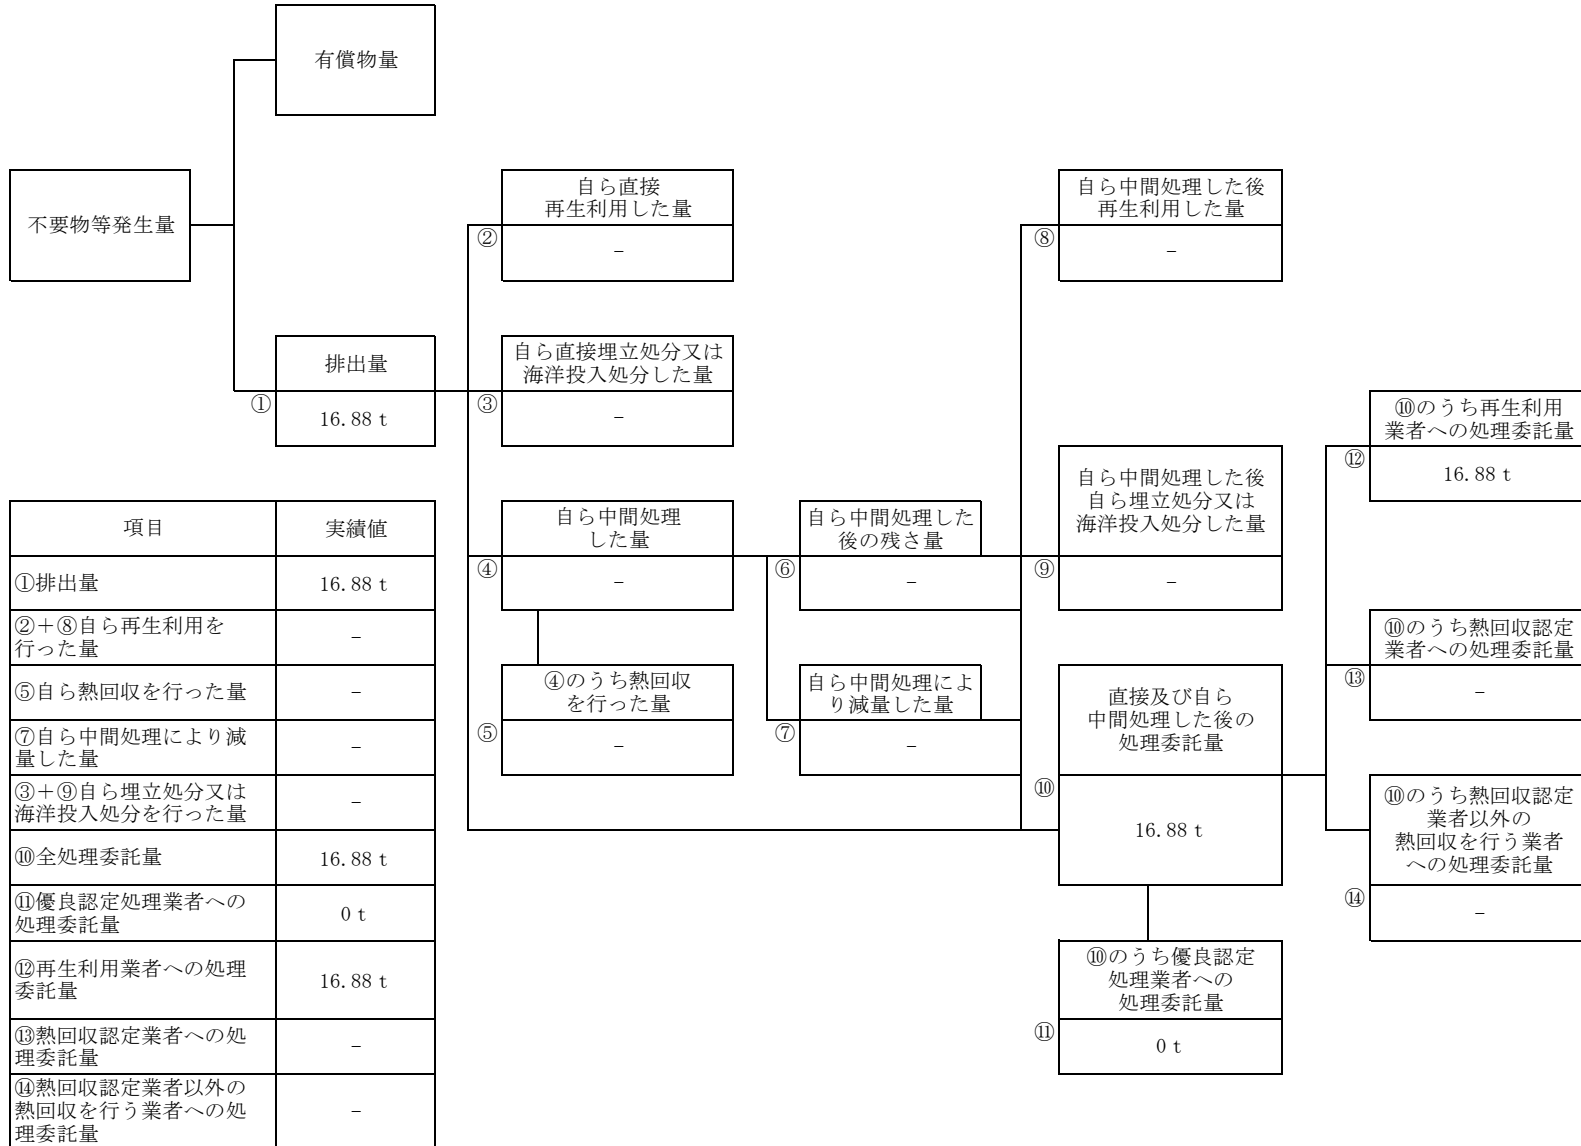 有償物量
不要物等発生量
自ら直接
再生利用した量
②
－
自ら中間処理した後
再生利用した量
⑧
－
排出量
①
16.88 t
自ら直接埋立処分又は
海洋投入処分した量
③
－
⑩のうち再生利用
業者への処理委託量
⑫
16.88 t
自ら中間処理
した量
④
－
自ら中間処理した
後の残さ量
⑥
－
自ら中間処理した後
自ら埋立処分又は
海洋投入処分した量
⑨
－
⑩のうち熱回収認定
業者への処理委託量
⑬
－
④のうち熱回収
を行った量
⑤
－
自ら中間処理によ
り減量した量
⑦
－
直接及び自ら
中間処理した後の
処理委託量
⑩
16.88 t
⑩のうち熱回収認定
業者以外の
熱回収を行う業者
への処理委託量
⑭
－
⑩のうち優良認定
処理業者への
処理委託量
⑪
0 t
項目 実績値
①排出量 16.88 t
②＋⑧自ら再生利用を
行った量 －
⑤自ら熱回収を行った量 －
⑦自ら中間処理により減
量した量 －
③＋⑨自ら埋立処分又は
海洋投入処分を行った量 －
⑩全処理委託量 16.88 t
⑪優良認定処理業者への
処理委託量 0 t
⑫再生利用業者への処理
委託量 16.88 t
⑬熱回収認定業者への処
理委託量 －
⑭熱回収認定業者以外の
熱回収を行う業者への処
理委託量 －